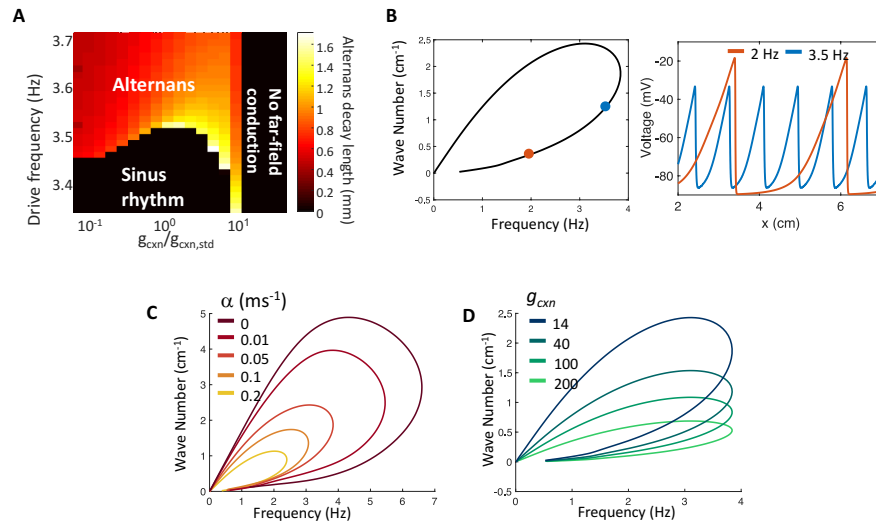 A
Drive frequency (Hz)
3.7
3.6
3.5
3.4
Alternans
Sinus
rhythm
No far-field
conduction
10⁻¹
10⁰
10¹
g_cxn/g_cxn,std
1.6
1.4
1.2
1
0.8
0.6
0.4
0.2
0
Alternans decay length (mm)
B
Wave Number (cm⁻¹)
2.5
2
1.5
1
0.5
0
-0.5
0 1 2 3 4
Frequency (Hz)
2 Hz 3.5 Hz
Voltage (mV)
-20
-40
-60
-80
2 4 6
x (cm)
C
α (ms⁻¹)
0
0.01
0.05
0.1
0.2
Wave Number (cm⁻¹)
5
4
3
2
1
0
0 1 2 3 4 5 6 7
Frequency (Hz)
D
g_cxn
14
40
100
200
Wave Number (cm⁻¹)
2.5
2
1.5
1
0.5
0
-0.5
0 1 2 3 4
Frequency (Hz)